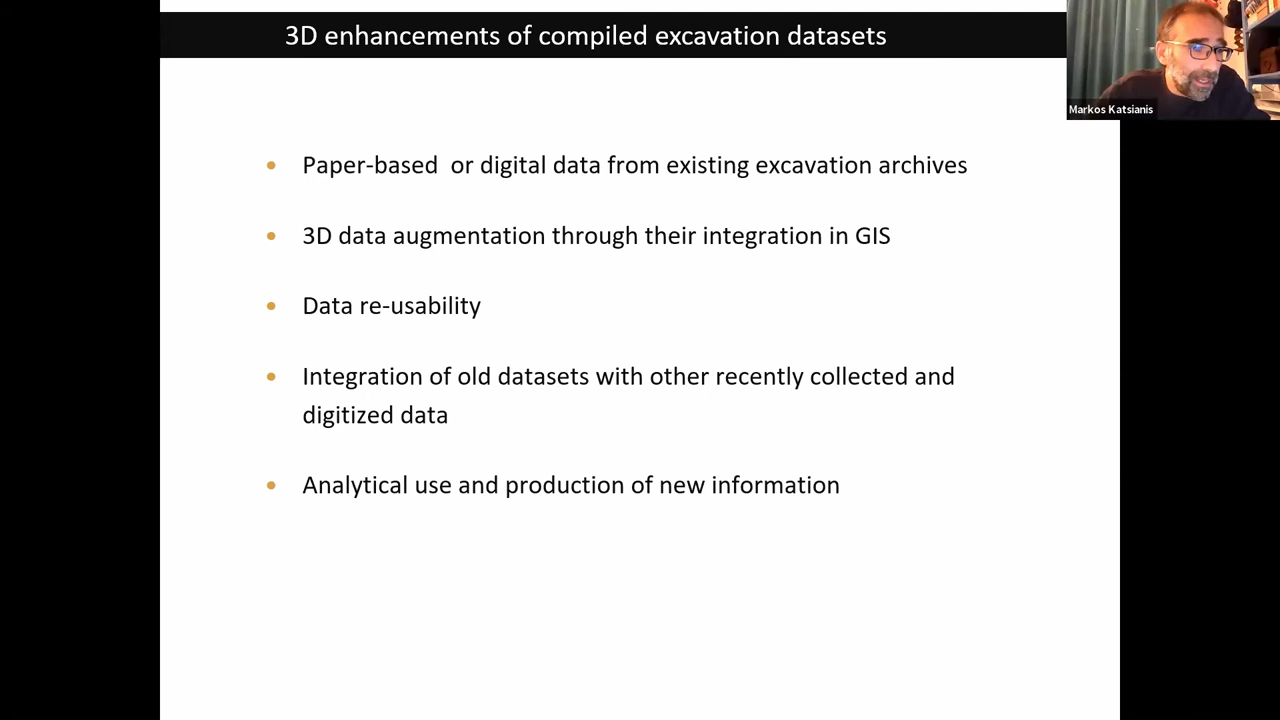 3D enhancements of compiled excavation datasets
Markos Katsianis
• Paper-based  or digital data from existing excavation archives
• 3D data augmentation through their integration in GIS
• Data re-usability
• Integration of old datasets with other recently collected and
digitized data
• Analytical use and production of new information